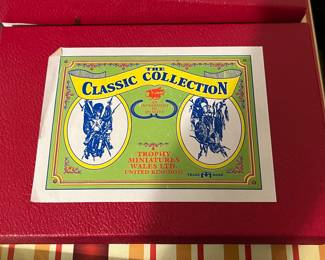 THE
CLASSIC COLLECTION
TROPHY
MINIATURES
WALES LTD.
UNITED KINGDOM
TRADE MARK